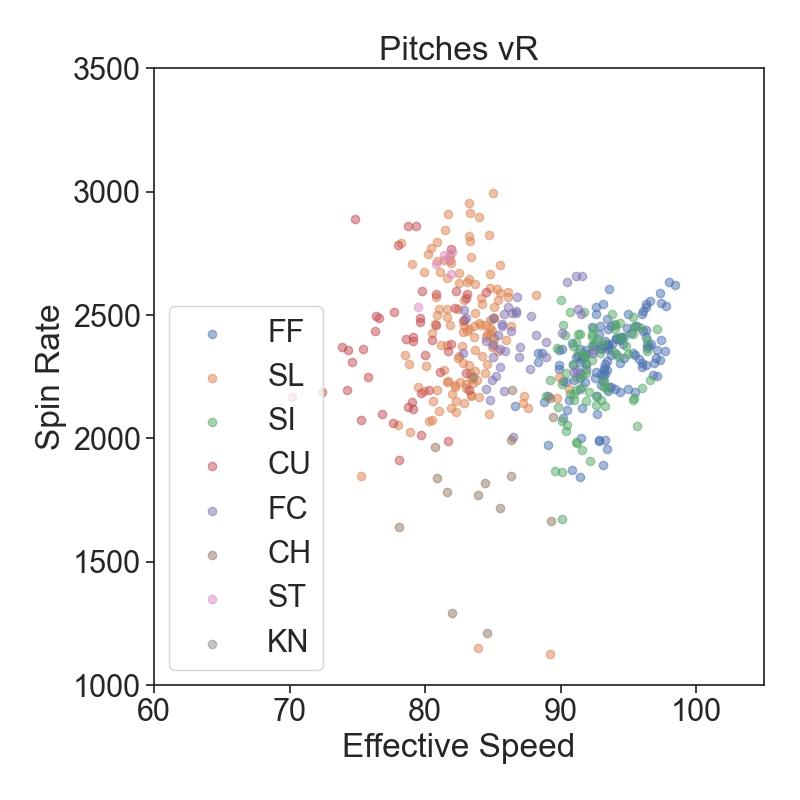 Pitches vR
3500
3000
2500
2000
1500
1000
Spin Rate
FF
SL
SI
CU
FC
CH
ST
KN
60 70 80 90 100
Effective Speed